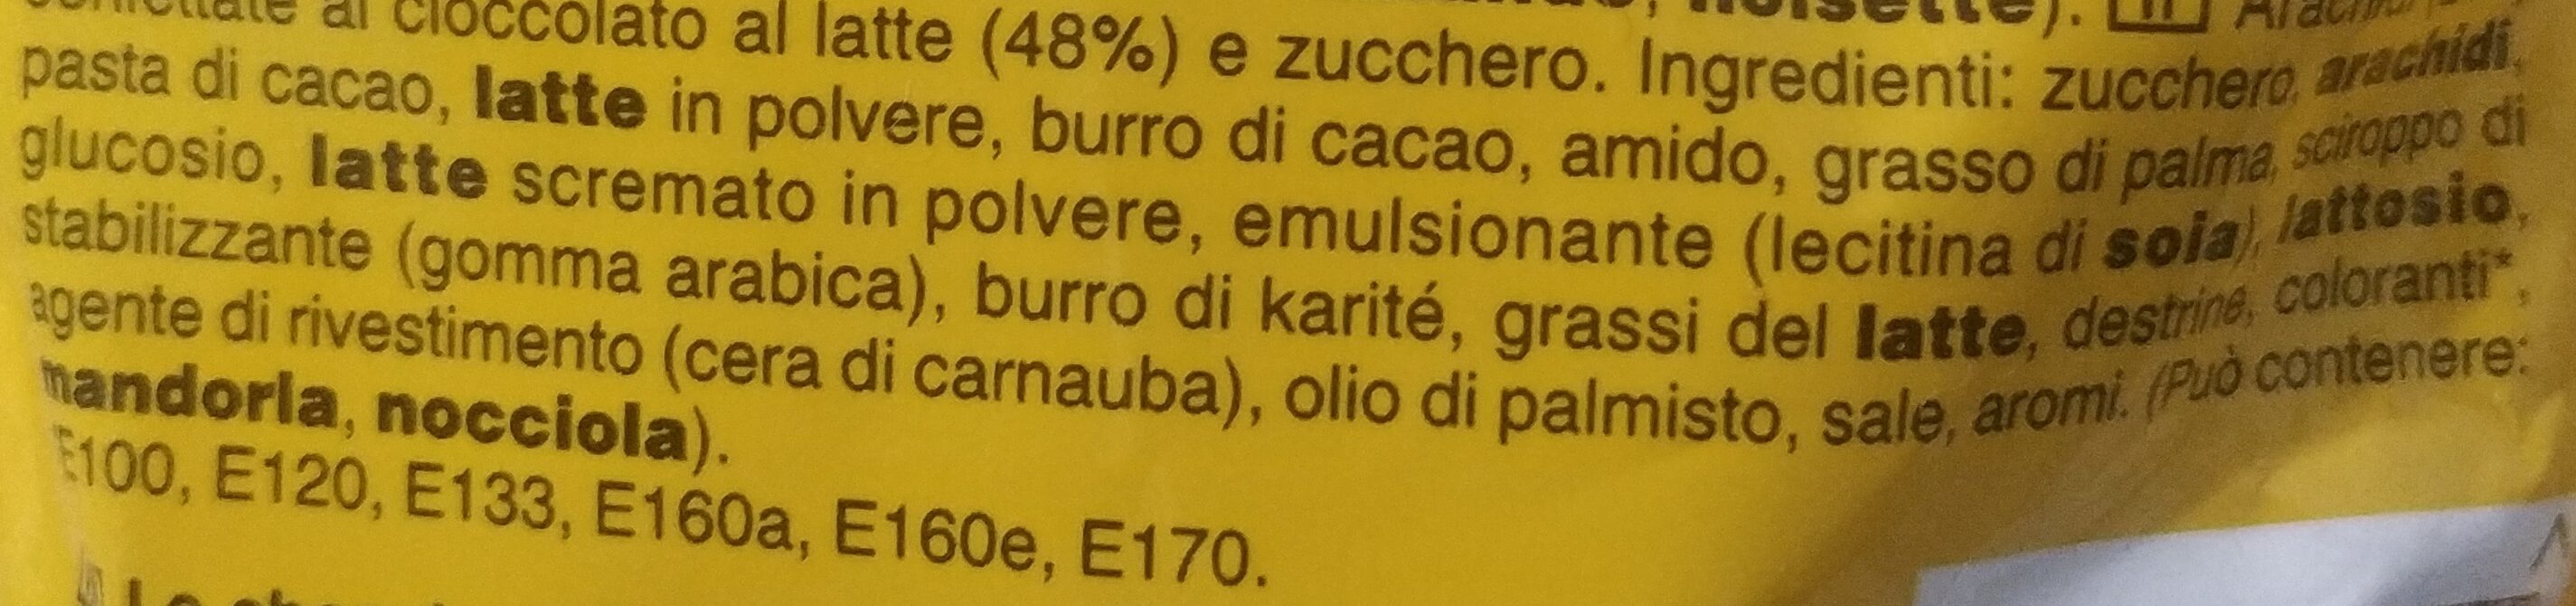 al cioccolato al latte (48%) e zucchero. Ingredienti: zucchero, arachidi,
pasta di cacao, latte in polvere, burro di cacao, amido, grasso di palma, sciroppo di
glucosio, latte scremato in polvere, emulsionante (lecitina di soia), lattosio,
stabilizzante (gomma arabica), burro di karité, grassi del latte, destrine, coloranti*,
agente di rivestimento (cera di carnauba), olio di palmisto, sale, aromi. (Può contenere:
mandorla, nocciola).
E100, E120, E133, E160a, E160e, E170.